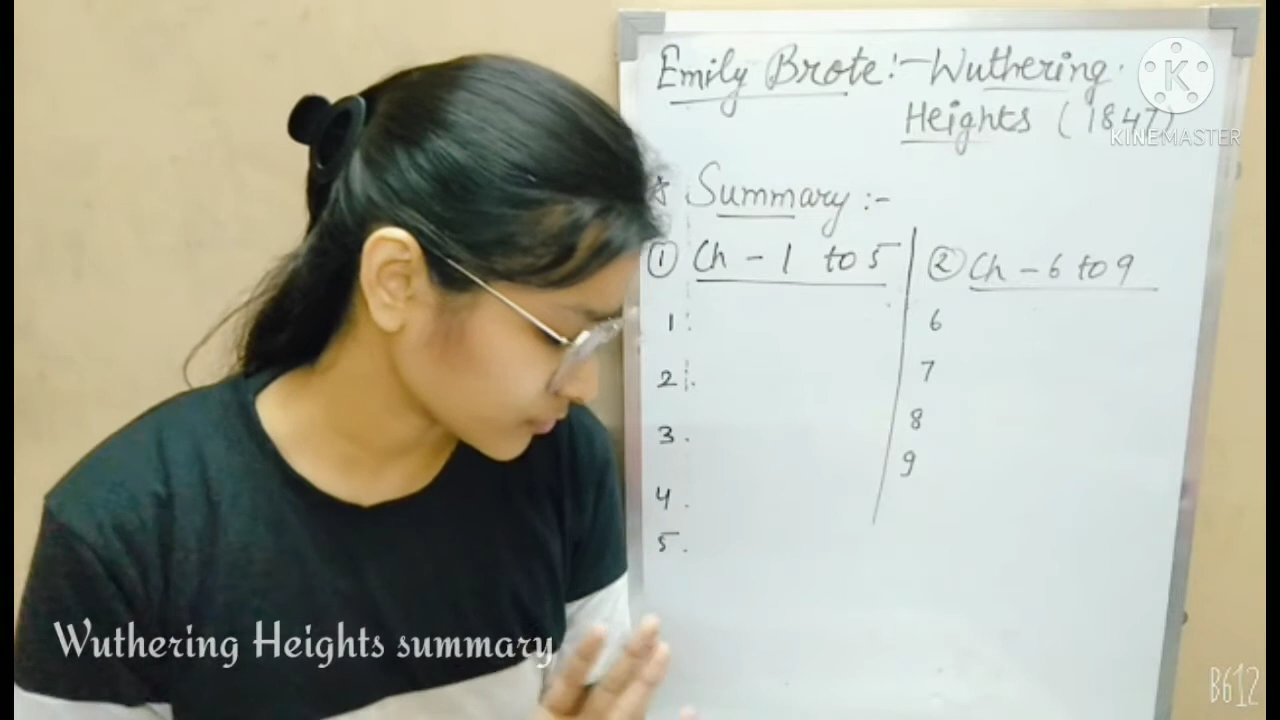 Emily Brote:- Wuthering
Heights (1847)
KINEMASTER
* Summary:-
① Ch - 1 to 5
② Ch - 6 to 9
1.
2.
3.
4.
5.
6
7
8
9
Wuthering Heights summary
B612